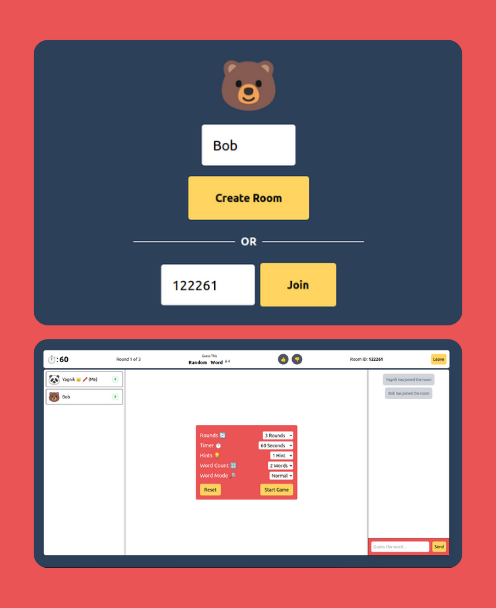 Bob
Create Room
OR
122261
Join
:60
Round 1 of 3
Guess This
Random Word 6 4
Room ID: 122261
Leave
Yagnik (Me)
Bob
Yagnik has joined the room
Bob has joined the room
Rounds
3 Rounds
Timer
60 Seconds
Hints
1 Hint
Word Count
2 Words
Word Mode
Normal
Reset
Start Game
Guess the word...
Send